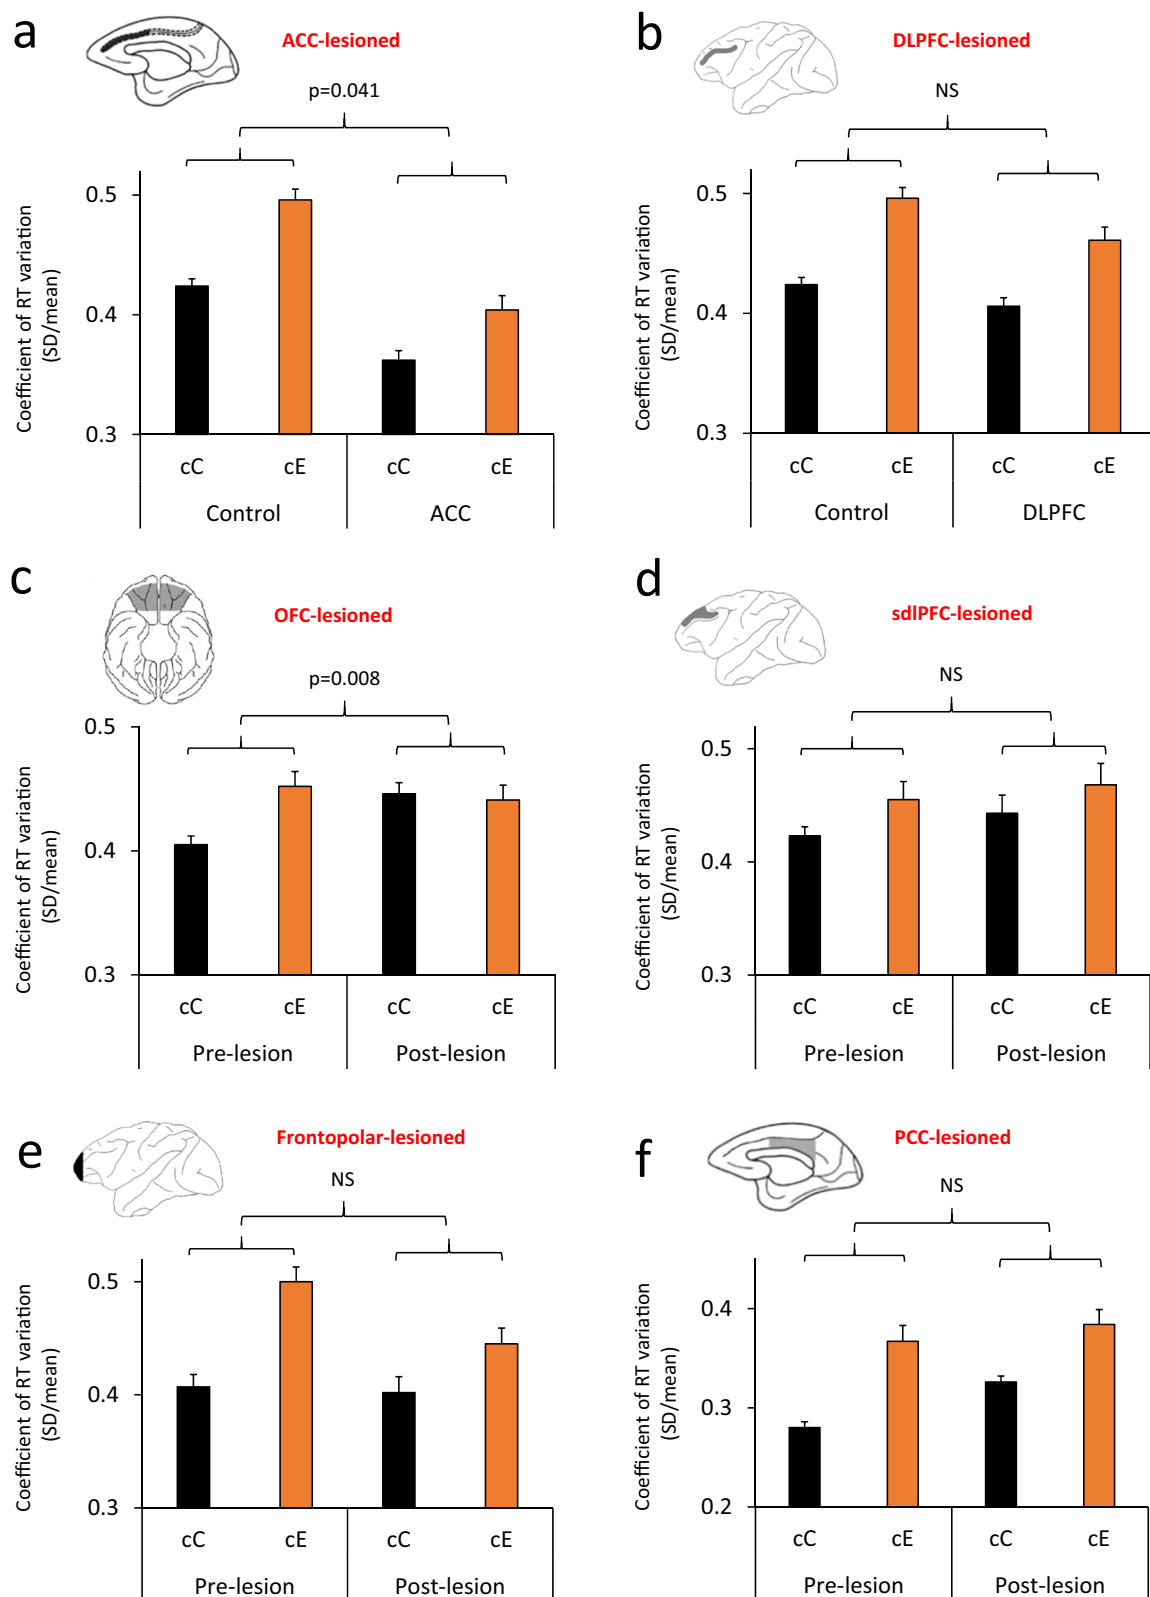 a
ACC-lesioned
p=0.041
Coefficient of RT variation
(SD/mean)
0.5
0.4
0.3
cC cE cC cE
Control ACC
b
DLPFC-lesioned
NS
Coefficient of RT variation
(SD/mean)
0.5
0.4
0.3
cC cE cC cE
Control DLPFC
c
OFC-lesioned
p=0.008
Coefficient of RT variation
(SD/mean)
0.5
0.4
0.3
cC cE cC cE
Pre-lesion Post-lesion
d
sdlPFC-lesioned
NS
Coefficient of RT variation
(SD/mean)
0.5
0.4
0.3
cC cE cC cE
Pre-lesion Post-lesion
e
Frontopolar-lesioned
NS
Coefficient of RT variation
(SD/mean)
0.5
0.4
0.3
cC cE cC cE
Pre-lesion Post-lesion
f
PCC-lesioned
NS
Coefficient of RT variation
(SD/mean)
0.4
0.3
0.2
cC cE cC cE
Pre-lesion Post-lesion